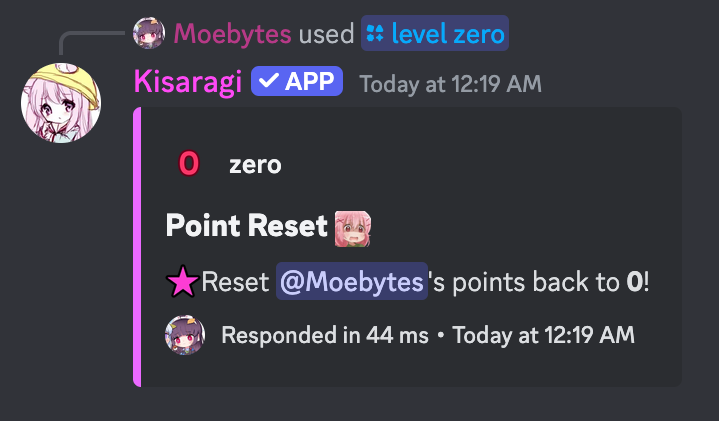 Moebytes used level zero
Kisaragi APP Today at 12:19 AM
0 zero
Point Reset
Reset @Moebytes's points back to 0!
Responded in 44 ms • Today at 12:19 AM